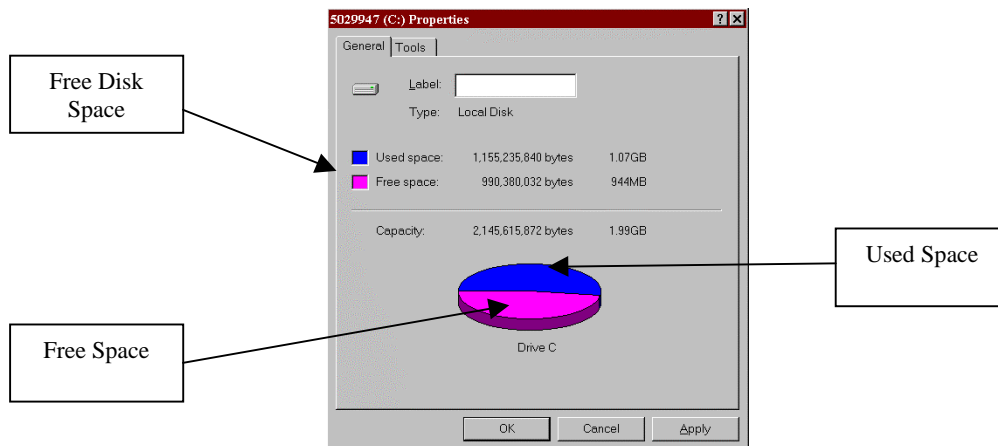 5029947 (C:) Properties
General Tools
Free Disk
Space
Label:
Type: Local Disk
Used space: 1,155,235,840 bytes 1.07GB
Free space: 990,380,032 bytes 944MB
Capacity: 2,145,615,872 bytes 1.99GB
Used Space
Free Space
Drive C
OK Cancel Apply